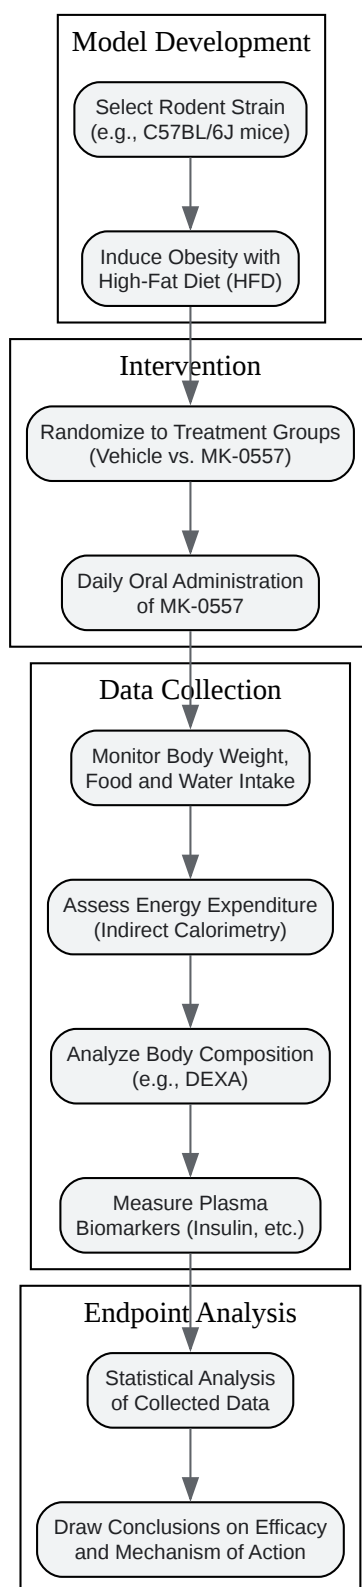 Model Development
Select Rodent Strain
(e.g., C57BL/6J mice)
Induce Obesity with
High-Fat Diet (HFD)
Intervention
Randomize to Treatment Groups
(Vehicle vs. MK-0557)
Daily Oral Administration
of MK-0557
Data Collection
Monitor Body Weight,
Food and Water Intake
Assess Energy Expenditure
(Indirect Calorimetry)
Analyze Body Composition
(e.g., DEXA)
Measure Plasma
Biomarkers (Insulin, etc.)
Endpoint Analysis
Statistical Analysis
of Collected Data
Draw Conclusions on Efficacy
and Mechanism of Action